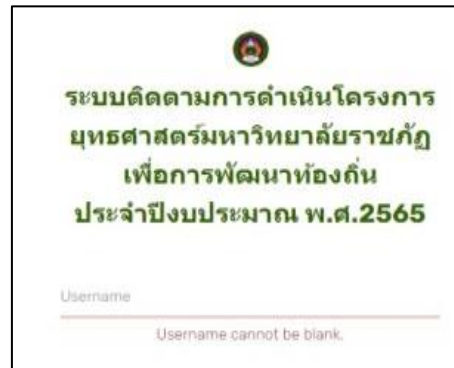 ระบบติดตามการดำเนินโครงการ
ยุทธศาสตร์มหาวิทยาลัยราชภัฏ
เพื่อการพัฒนาท้องถิ่น
ประจำปีงบประมาณ พ.ศ.2565
Username
Username cannot be blank.